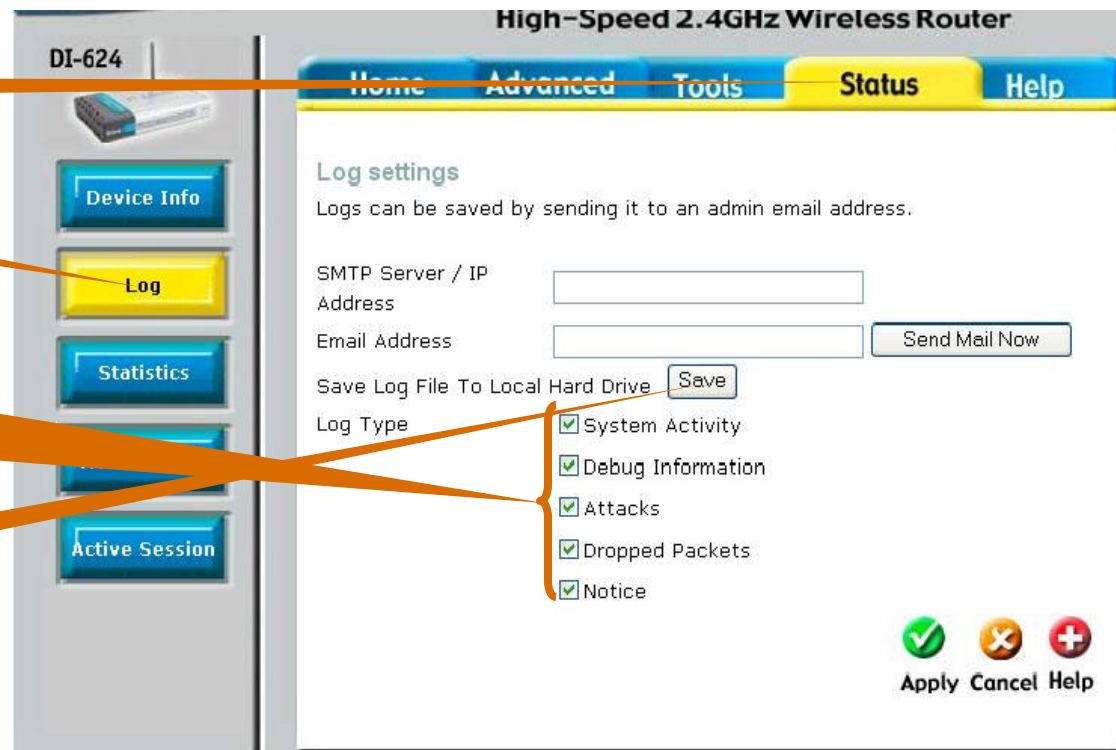 High-Speed 2.4GHz Wireless Router
DI-624
Home Advanced Tools Status Help
Device Info
Log
Statistics
Active Session
Log settings
Logs can be saved by sending it to an admin email address.
SMTP Server / IP
Address
Email Address
Send Mail Now
Save Log File To Local Hard Drive Save
Log Type
System Activity
Debug Information
Attacks
Dropped Packets
Notice
Apply Cancel Help